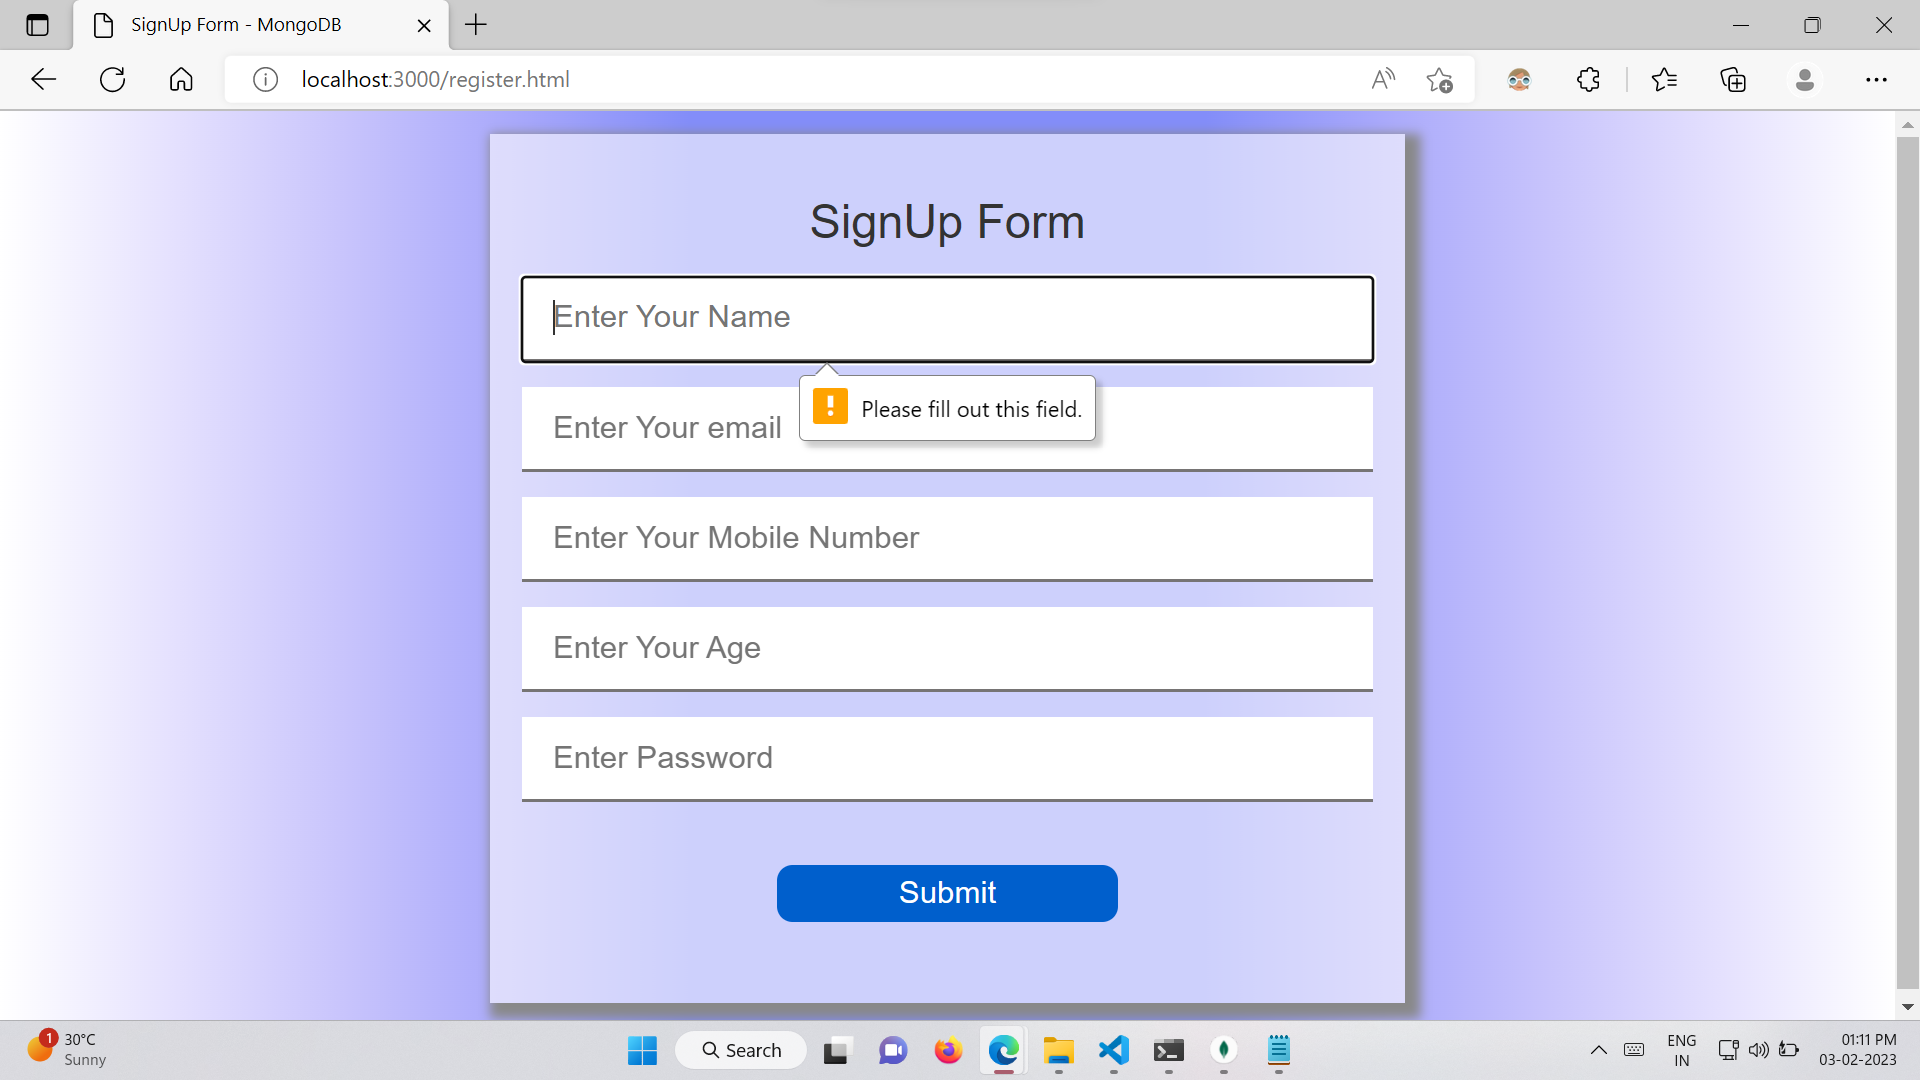 SignUp Form - MongoDB
localhost:3000/register.html
SignUp Form
Enter Your Name
Please fill out this field.
Enter Your email
Enter Your Mobile Number
Enter Your Age
Enter Password
Submit
1
30°C
Sunny
Search
ENG
IN
01:11 PM
03-02-2023